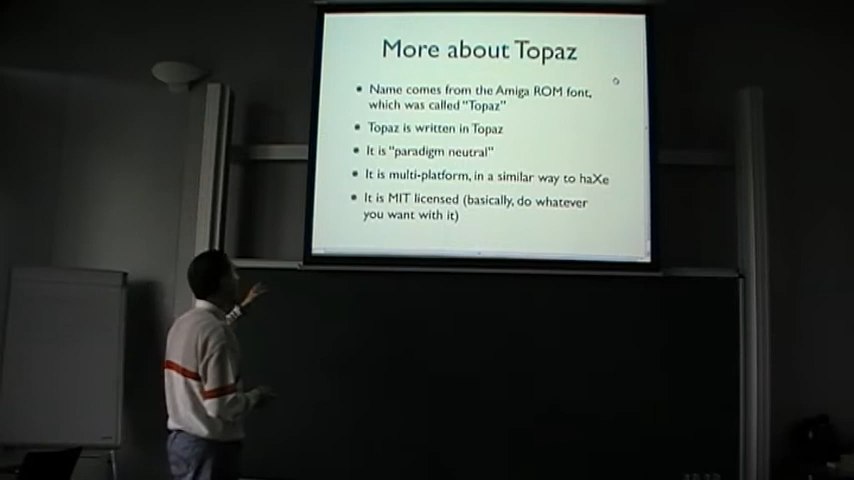 More about Topaz
• Name comes from the Amiga ROM font,
which was called "Topaz"
• Topaz is written in Topaz
• It is "paradigm neutral"
• It is multi-platform, in a similar way to haXe
• It is MIT licensed (basically, do whatever
you want with it)